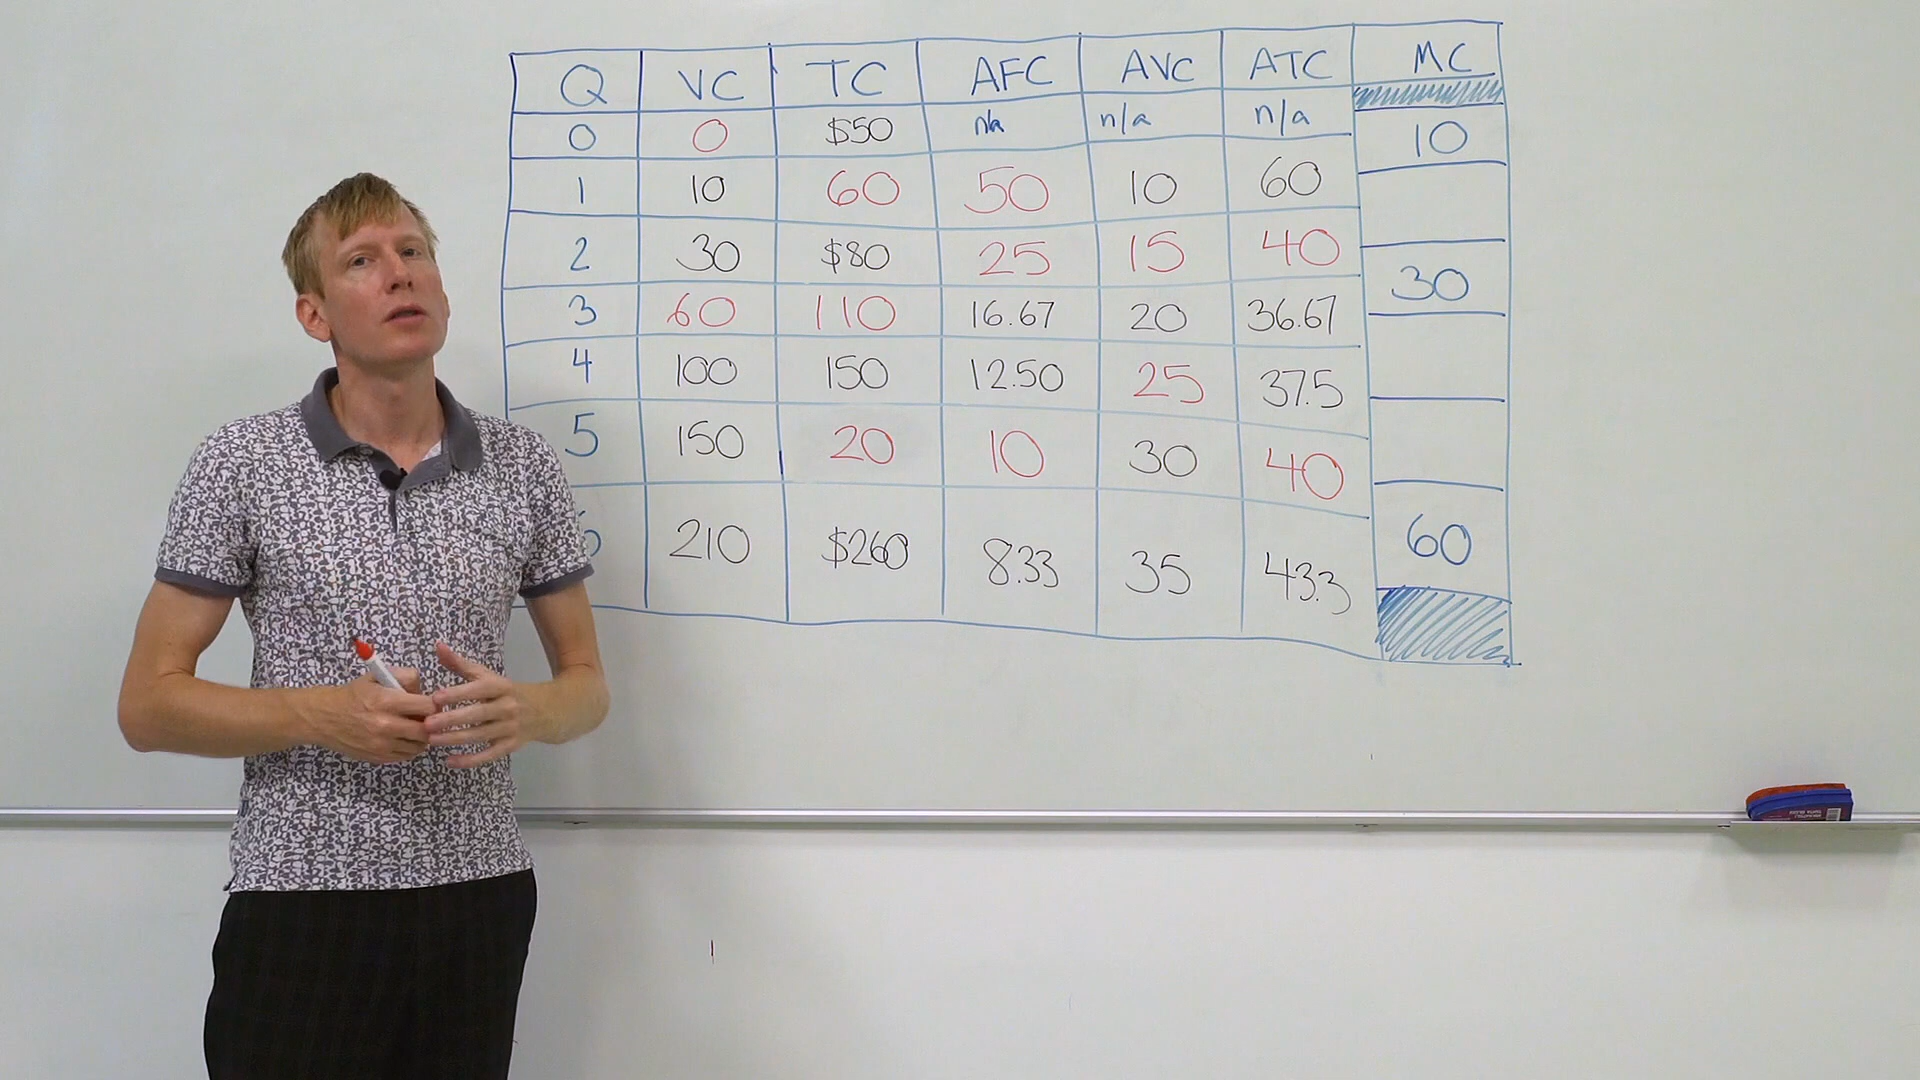 Q VC TC AFC AVC ATC MC
0 0 $50 n/a n/a n/a 10
1 10 60 50 10 60
2 30 $80 25 15 40 30
3 60 110 16.67 20 36.67
4 100 150 12.50 25 37.5
5 150 20 10 30 40
210 $260 8.33 35 43.3 60